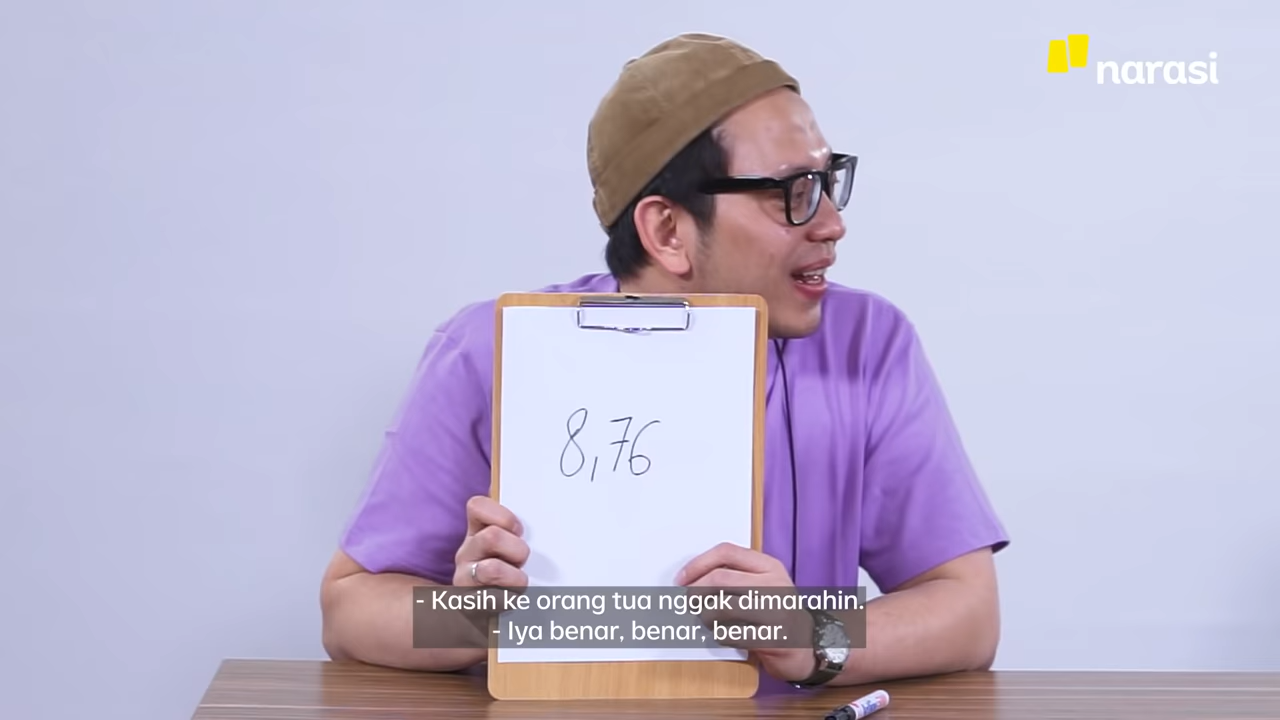 narasi
8,76
- Kasih ke orang tua nggak dimarahin.
- Iya benar, benar, benar.